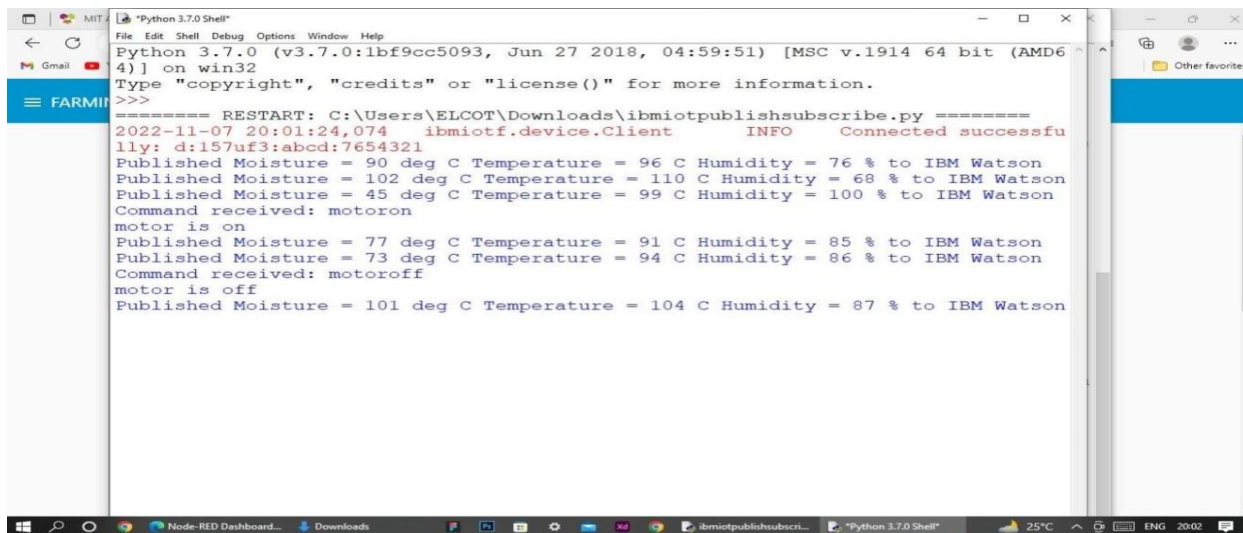 MIT
*Python 3.7.0 Shell*
File Edit Shell Debug Options Window Help
Python 3.7.0 (v3.7.0:1bf9cc5093, Jun 27 2018, 04:59:51) [MSC v.1914 64 bit (AMD6
4)] on win32
Type "copyright", "credits" or "license()" for more information.
>>>
======== RESTART: C:\Users\ELCOT\Downloads\ibmiotpublishsubscribe.py ========
2022-11-07 20:01:24,074 ibmiotf.device.Client INFO Connected successfu
lly: d:157uf3:abcd:7654321
Published Moisture = 90 deg C Temperature = 96 C Humidity = 76 % to IBM Watson
Published Moisture = 102 deg C Temperature = 110 C Humidity = 68 % to IBM Watson
Published Moisture = 45 deg C Temperature = 99 C Humidity = 100 % to IBM Watson
Command received: motoron
motor is on
Published Moisture = 77 deg C Temperature = 91 C Humidity = 85 % to IBM Watson
Published Moisture = 73 deg C Temperature = 94 C Humidity = 86 % to IBM Watson
Command received: motoroff
motor is off
Published Moisture = 101 deg C Temperature = 104 C Humidity = 87 % to IBM Watson
Gmail
Other favorite
FARMI
Node-RED Dashboard... Downloads Ps Xd ibmiotpublishsubscri... *Python 3.7.0 Shell* 25°C ENG 20:02